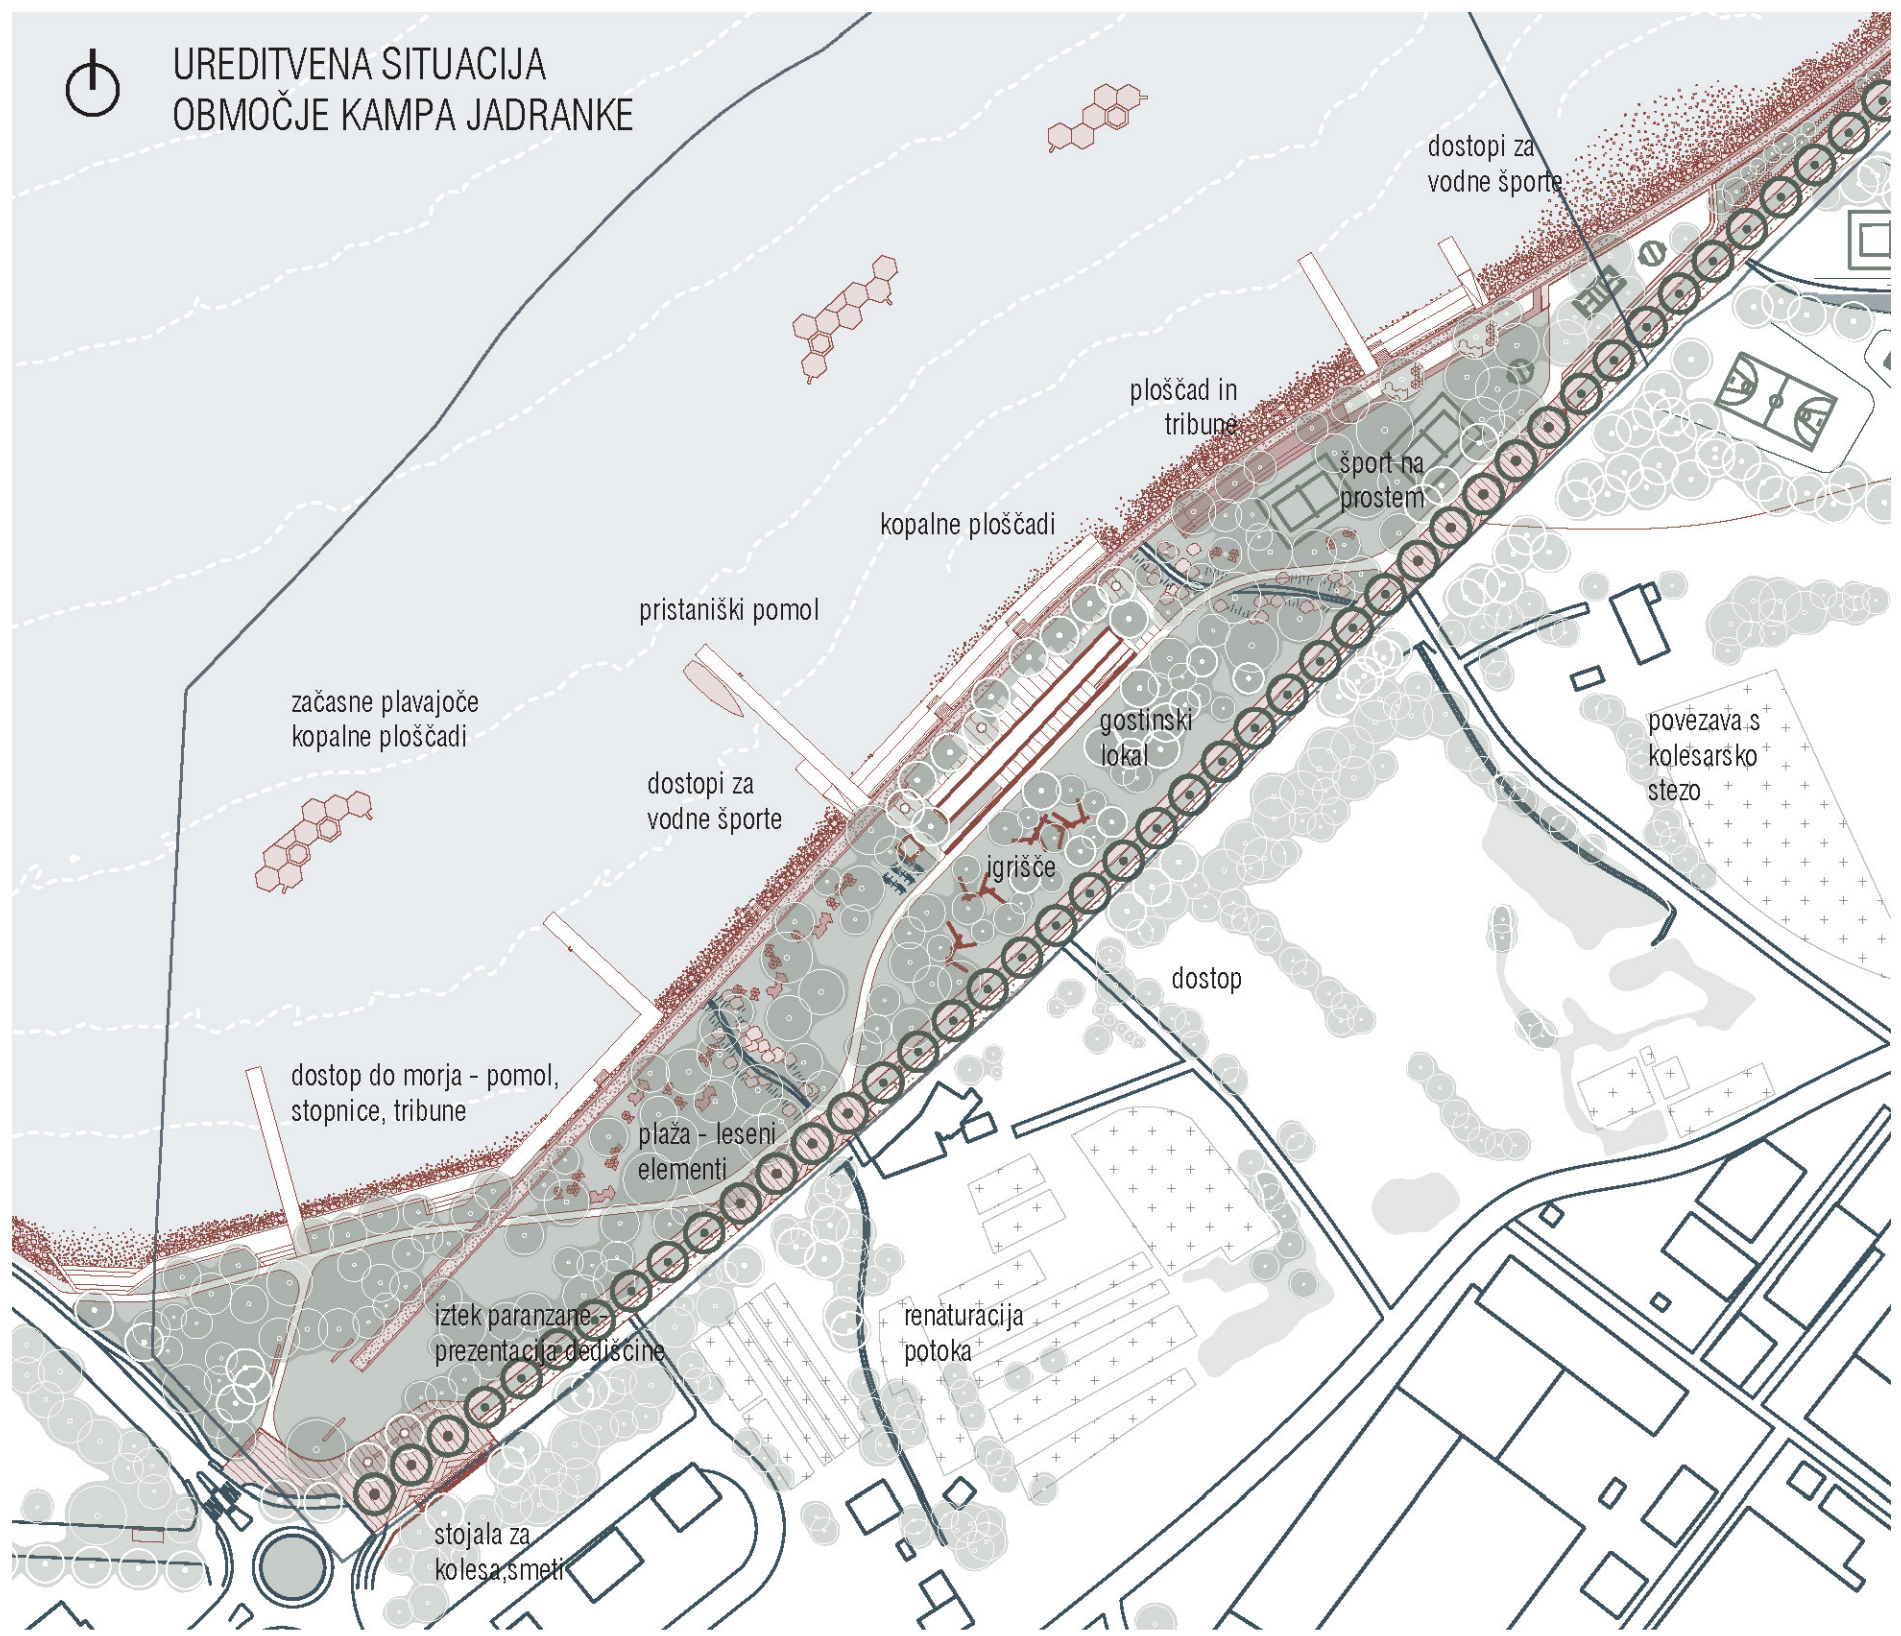 UREDITVENA SITUACIJA
OBMOČJE KAMPA JADRANKE
dostopi za
vodne športe
ploščad in
tribune
šport na
prostem
kopalne ploščadi
pristaniški pomol
začasne plavajoče
kopalne ploščadi
gostinski
lokal
povezava s
kolesarsko
stezo
dostopi za
vodne športe
igrišče
dostop
dostop do morja - pomol,
stopnice, tribune
plaža - leseni
elementi
iztek paranzane -
prezentacija dediščine
renaturacija
potoka
stojala za
kolesa,smeti